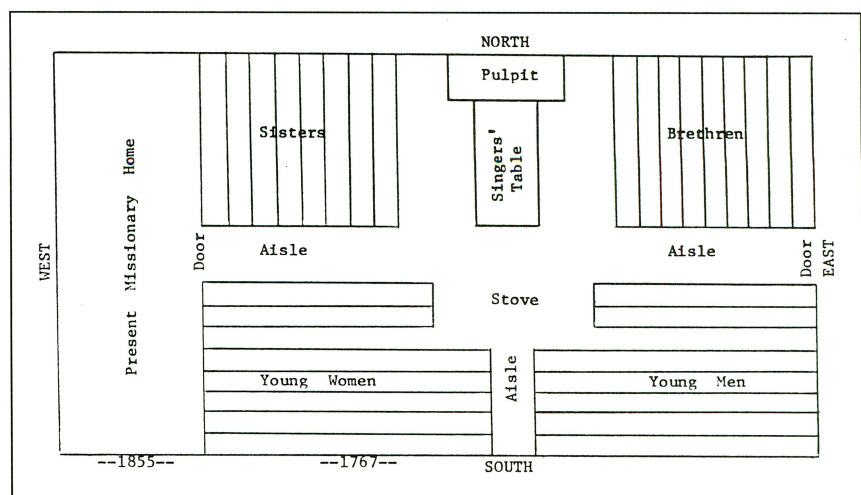 NORTH
Pulpit
Sisters
Singers'
Table
Brethren
Present Missionary Home
WEST
Door
Aisle
Aisle
Door
EAST
Stove
Aisle
Young Women
Young Men
--1855--
--1767--
SOUTH